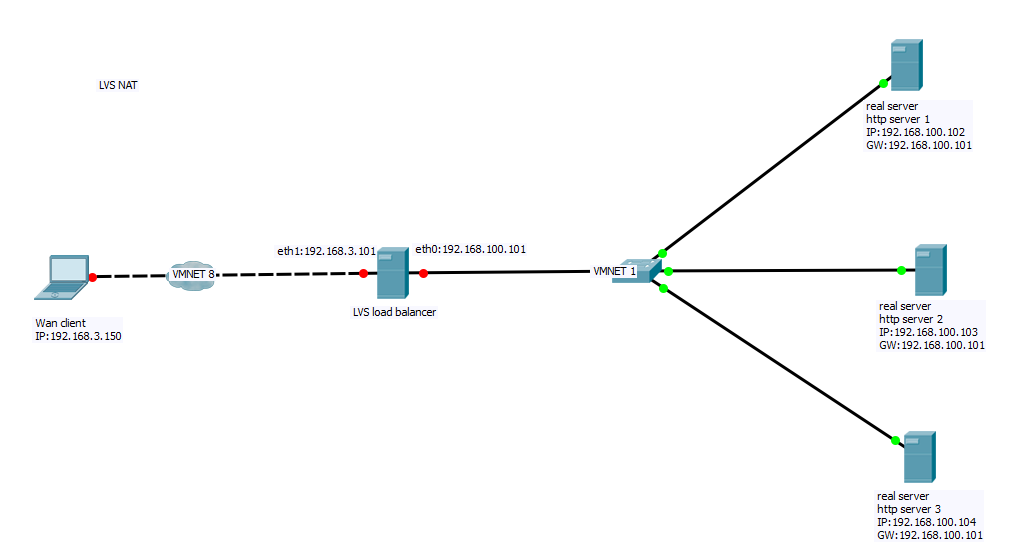 LVS NAT
real server
http server 1
IP:192.168.100.102
GW:192.168.100.101
eth1:192.168.3.101
eth0:192.168.100.101
VMNET 8
VMNET 1
LVS load balancer
Wan client
IP:192.168.3.150
real server
http server 2
IP:192.168.100.103
GW:192.168.100.101
real server
http server 3
IP:192.168.100.104
GW:192.168.100.101